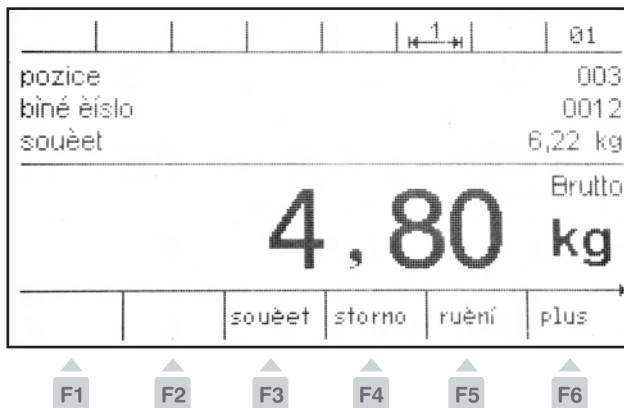 1 01
pozice 003
bìné èíslo 0012
souèet 6,22 kg
Brutto
4,80 kg
souèet storno ruèní plus
F1 F2 F3 F4 F5 F6